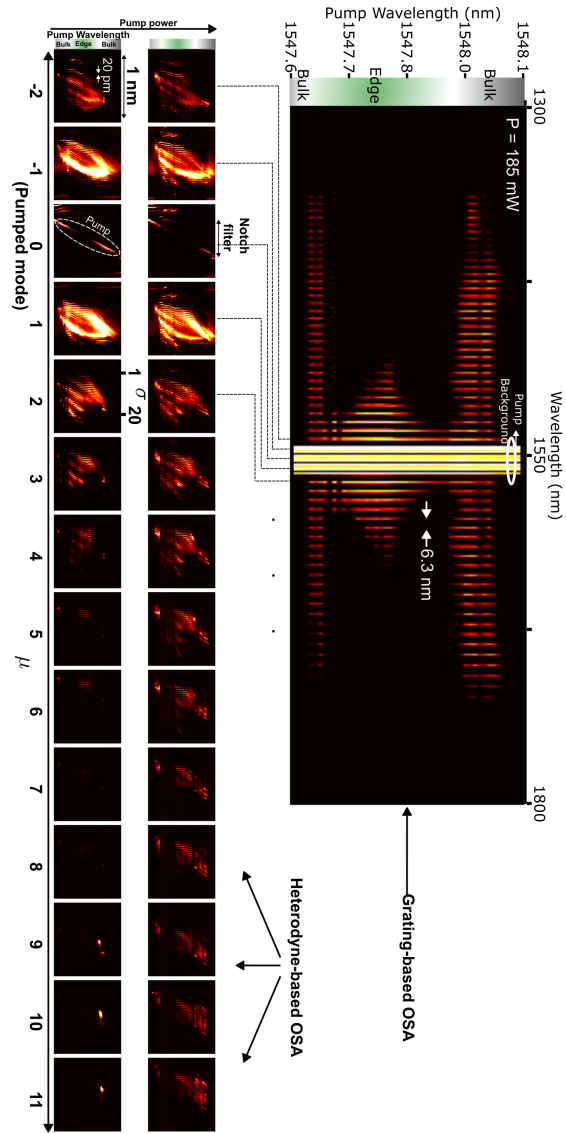 Pump power
Pump Wavelength
Bulk Edge Bulk
20 pm
1 nm
-2
-1
(Pumped mode)
0
Pump
Notch
filter
1
2
1 σ 20
3
4
5
μ
6
7
8
9
10
11
Pump Wavelength (nm)
1547.6
1547.7
1547.8
1548.0
1548.1
Bulk
Edge
Bulk
P = 185 mW
1300
1550
1800
Wavelength (nm)
Pump
Background
6.3 nm
Grating-based OSA
Heterodyne-based OSA